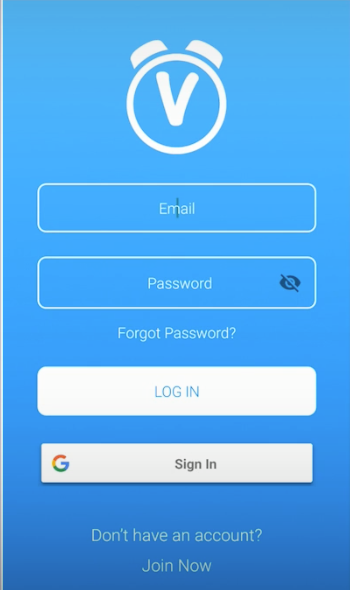 V
Email
Password
Forgot Password?
LOG IN
Sign In
Don't have an account?
Join Now